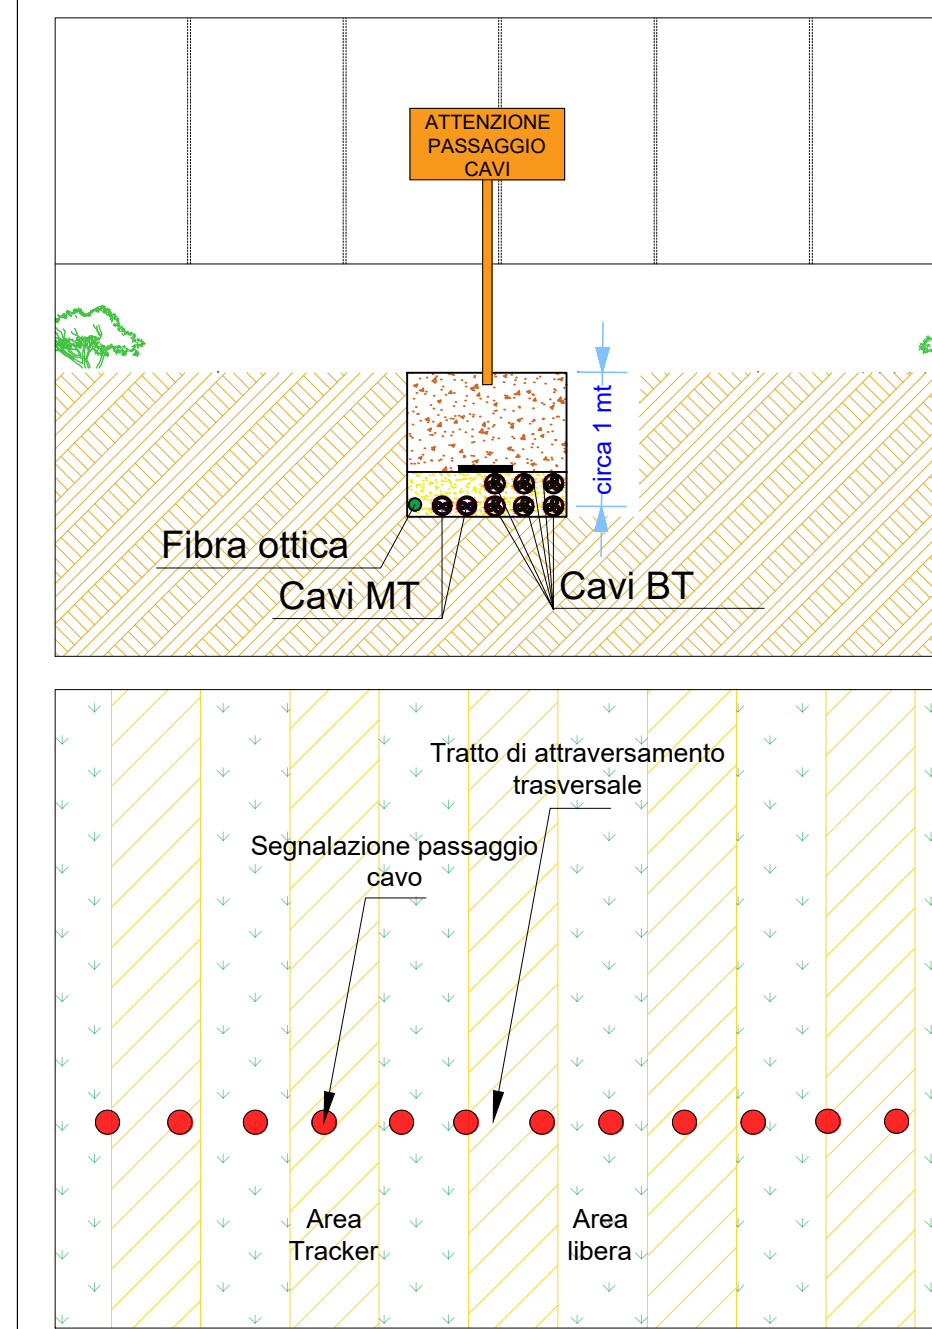 ATTENZIONE
PASSAGGIO
CAVI
circa 1 mt
Fibra ottica
Cavi MT
Cavi BT
Tratto di attraversamento
trasversale
Segnalazione passaggio
cavo
Area
Tracker
Area
libera